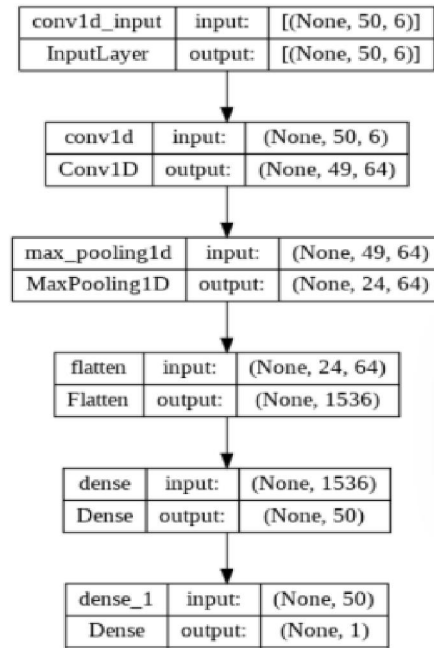 conv1d_input input: [(None, 50, 6)]
InputLayer output: [(None, 50, 6)]
conv1d input: (None, 50, 6)
Conv1D output: (None, 49, 64)
max_pooling1d input: (None, 49, 64)
MaxPooling1D output: (None, 24, 64)
flatten input: (None, 24, 64)
Flatten output: (None, 1536)
dense input: (None, 1536)
Dense output: (None, 50)
dense_1 input: (None, 50)
Dense output: (None, 1)